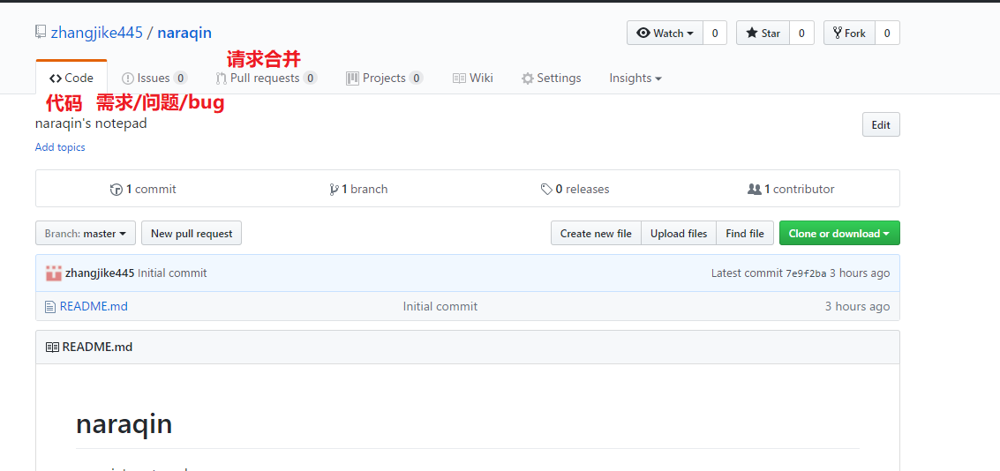 zhangjike445 / naraqin
Watch 0 Star 0 Fork 0
请求合并
Code Issues 0 Pull requests 0 Projects 0 Wiki Settings Insights
代码 需求/问题/bug
naraqin's notepad
Edit
Add topics
1 commit 1 branch 0 releases 1 contributor
Branch: master New pull request Create new file Upload files Find file Clone or download
zhangjike445 Initial commit Latest commit 7e9f2ba 3 hours ago
README.md Initial commit 3 hours ago
README.md
naraqin